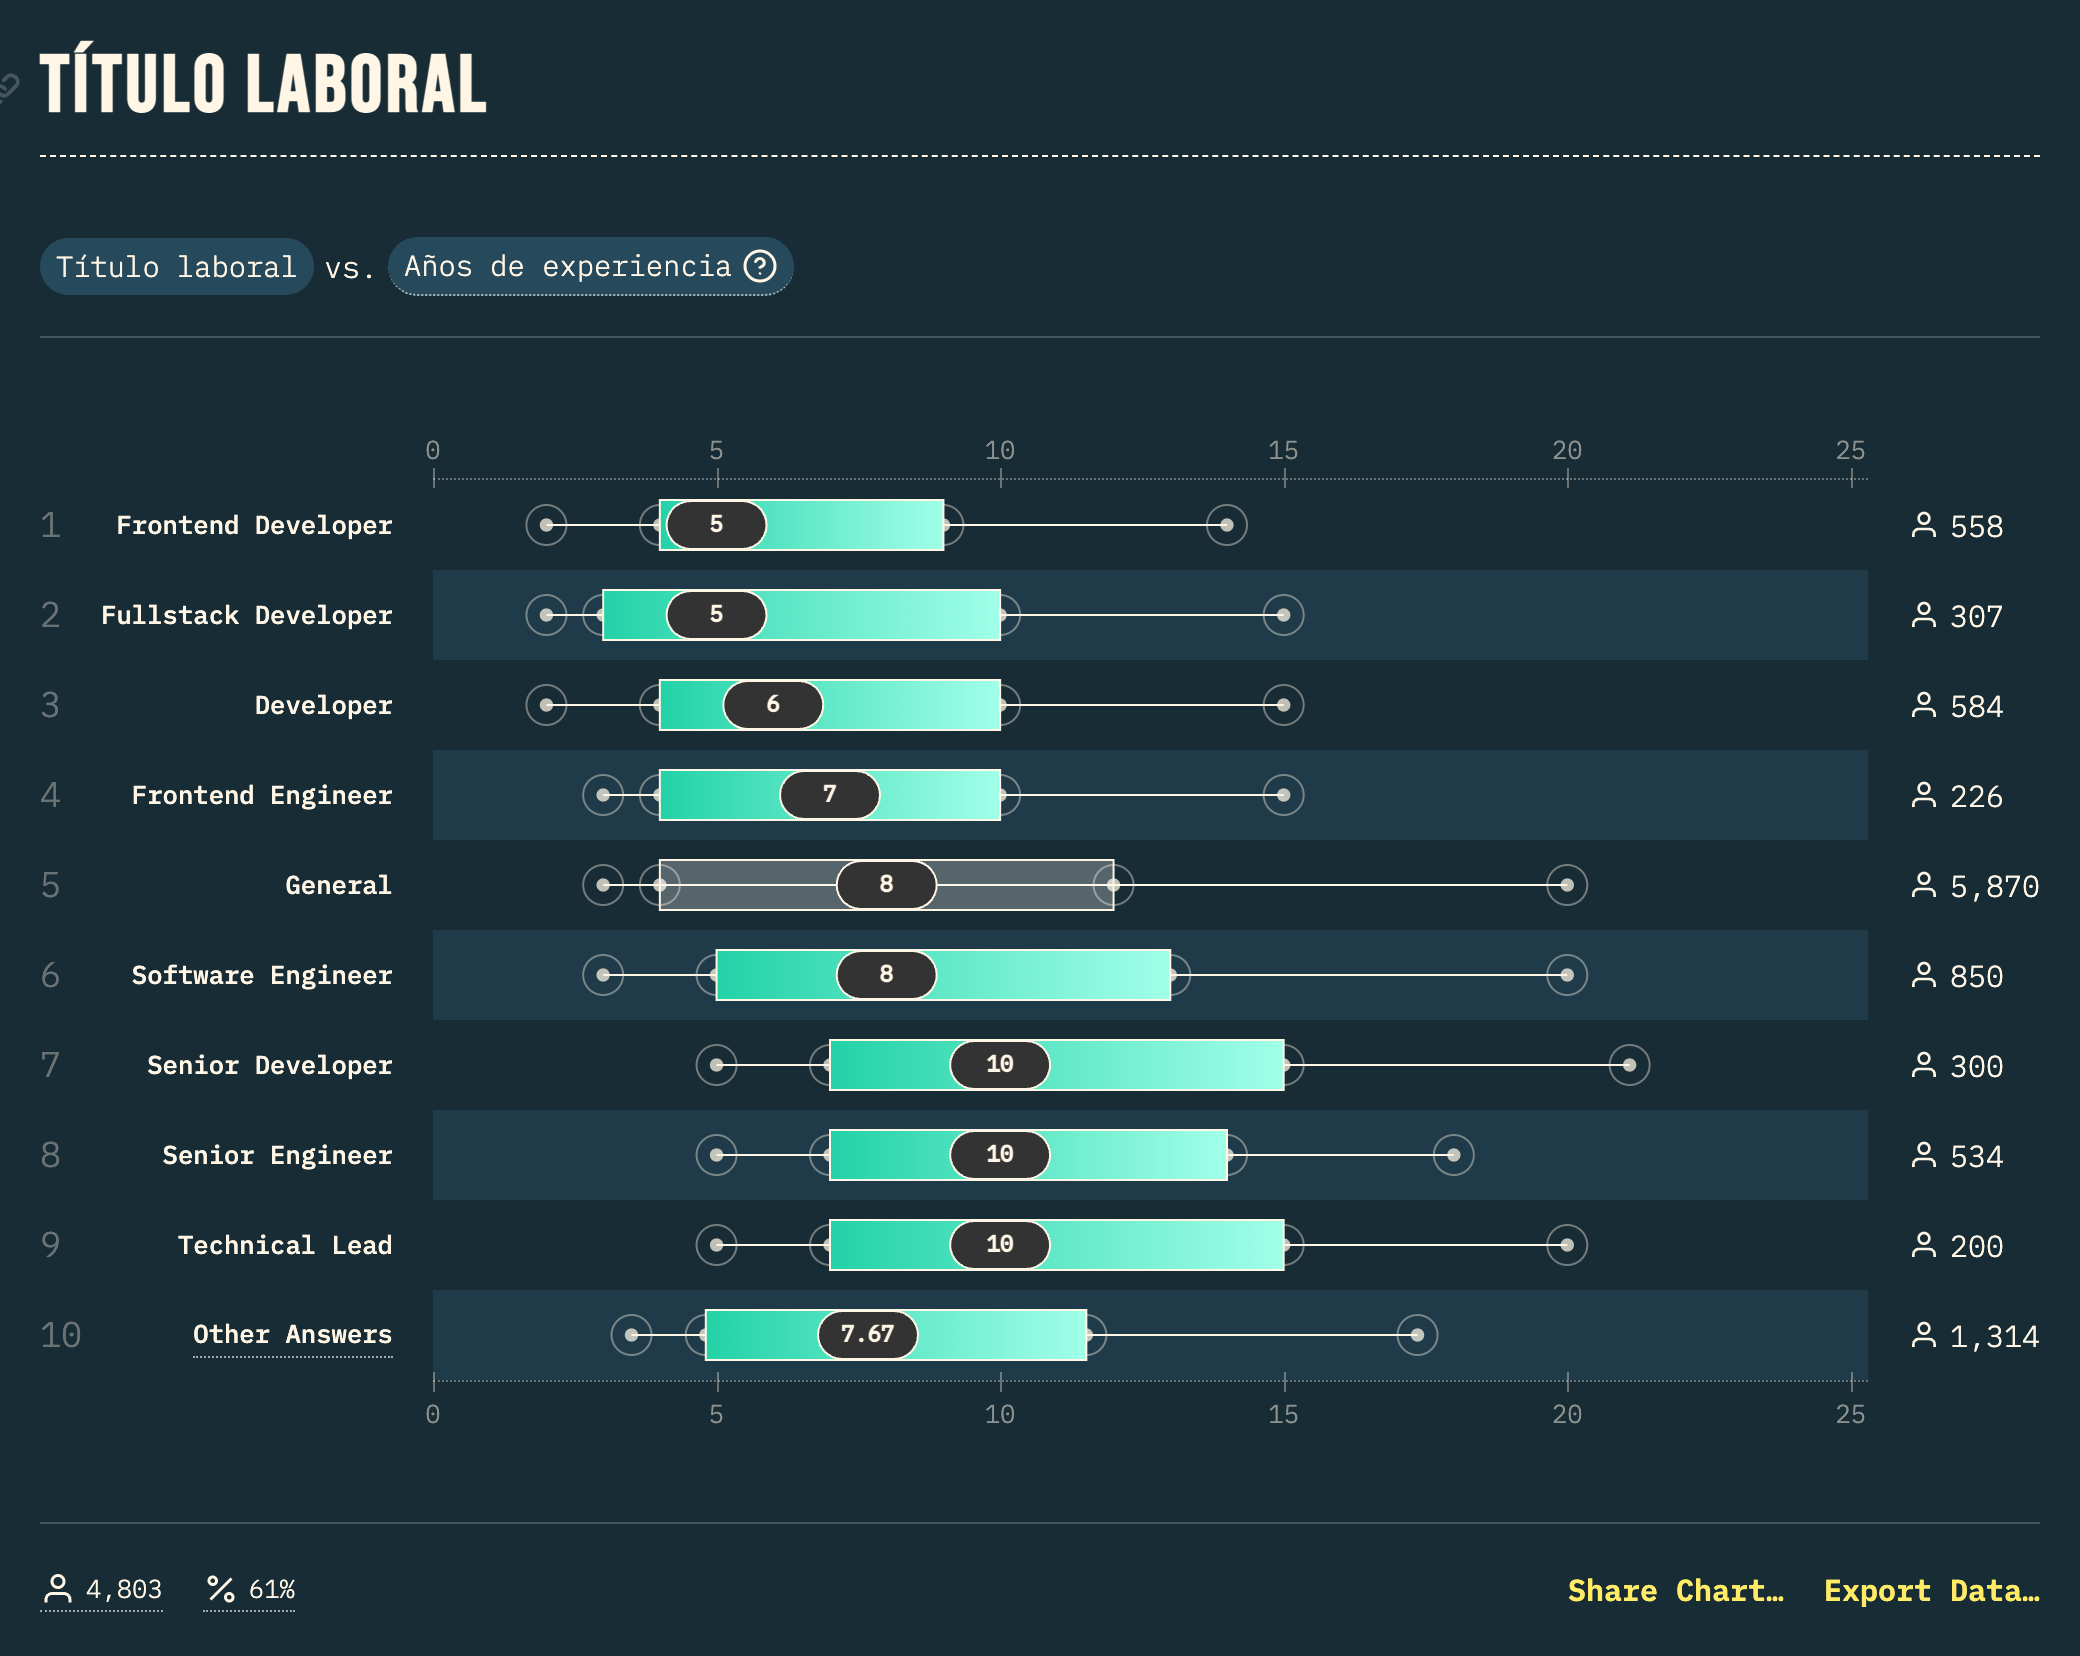 TÍTULO LABORAL
Título laboral vs. Años de experiencia ?
0 5 10 15 20 25
1 Frontend Developer 5 558
2 Fullstack Developer 5 307
3 Developer 6 584
4 Frontend Engineer 7 226
5 General 8 5,870
6 Software Engineer 8 850
7 Senior Developer 10 300
8 Senior Engineer 10 534
9 Technical Lead 10 200
10 Other Answers 7.67 1,314
0 5 10 15 20 25
4,803 % 61% Share Chart… Export Data…